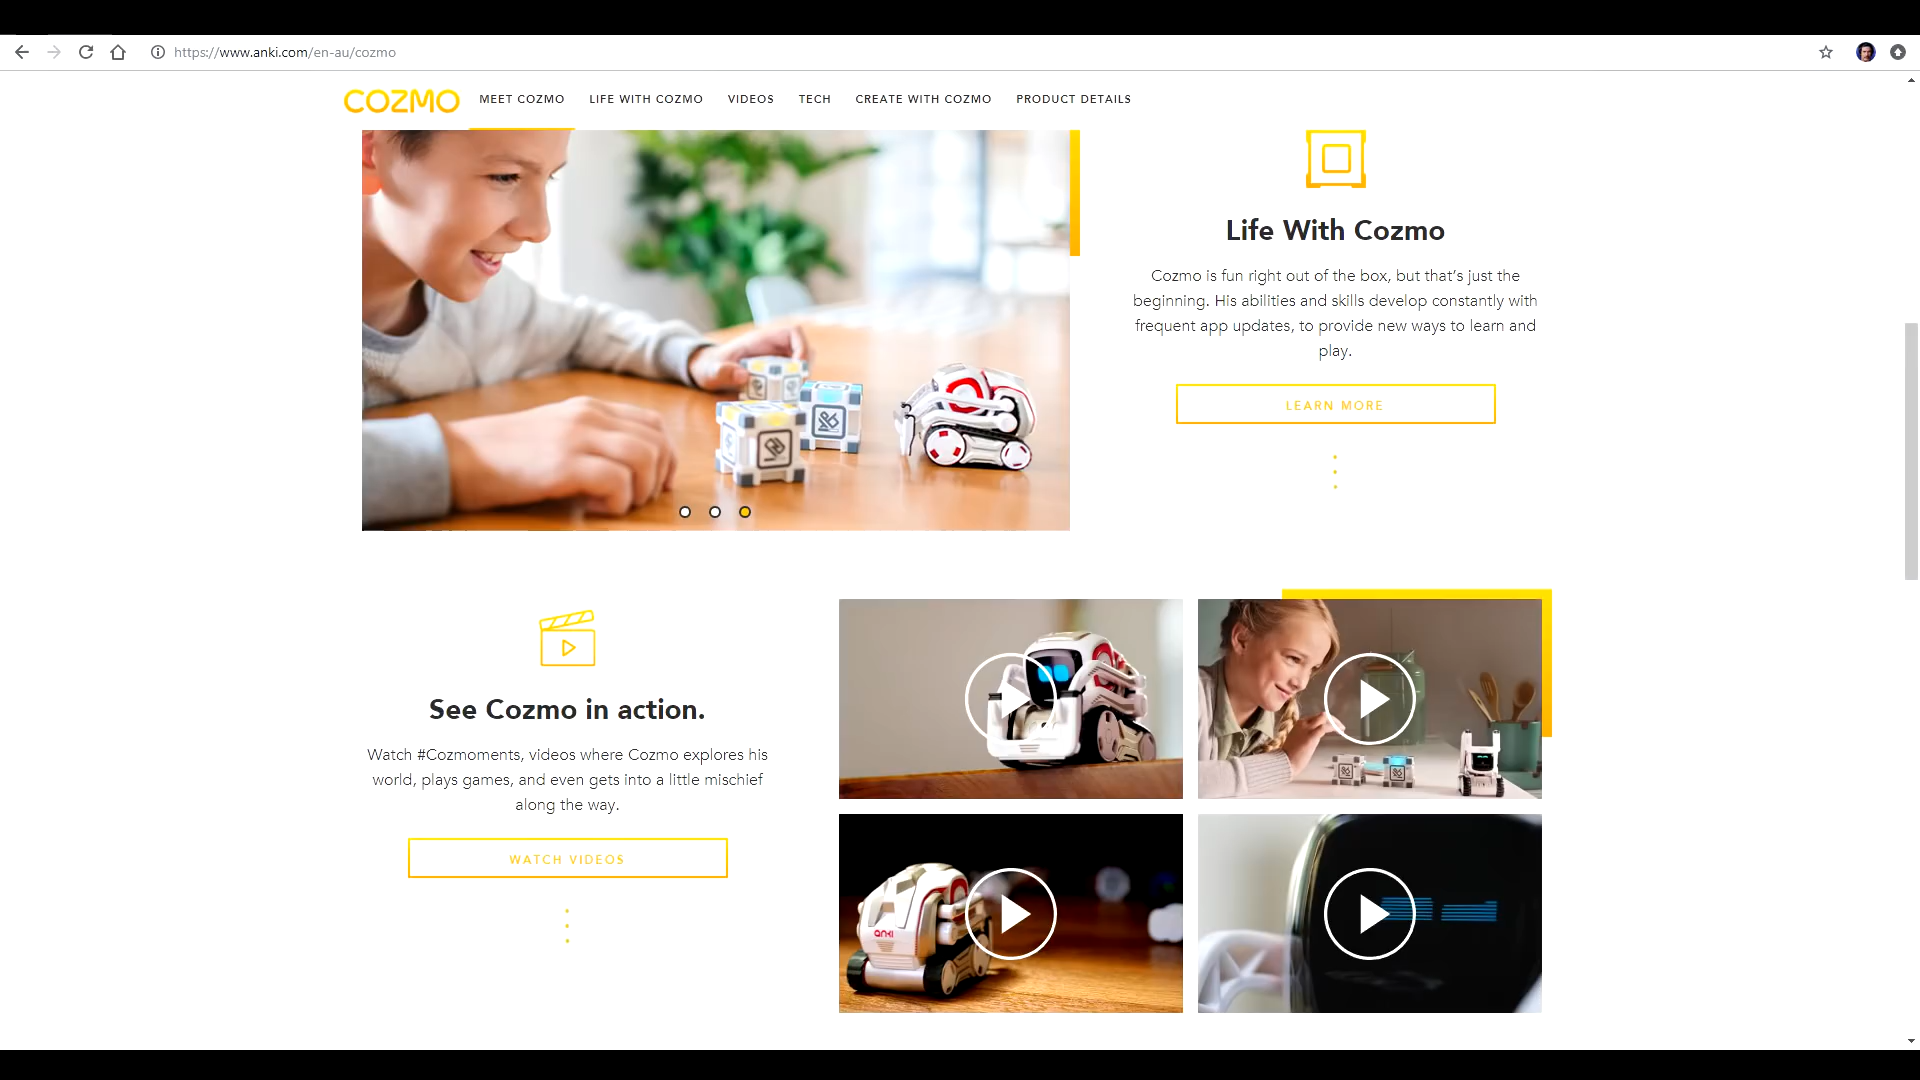 https://www.anki.com/en-au/cozmo
COZMO MEET COZMO LIFE WITH COZMO VIDEOS TECH CREATE WITH COZMO PRODUCT DETAILS
Life With Cozmo
Cozmo is fun right out of the box, but that’s just the
beginning. His abilities and skills develop constantly with
frequent app updates, to provide new ways to learn and
play.
LEARN MORE
See Cozmo in action.
Watch #Cozmoments, videos where Cozmo explores his
world, plays games, and even gets into a little mischief
along the way.
WATCH VIDEOS
anki